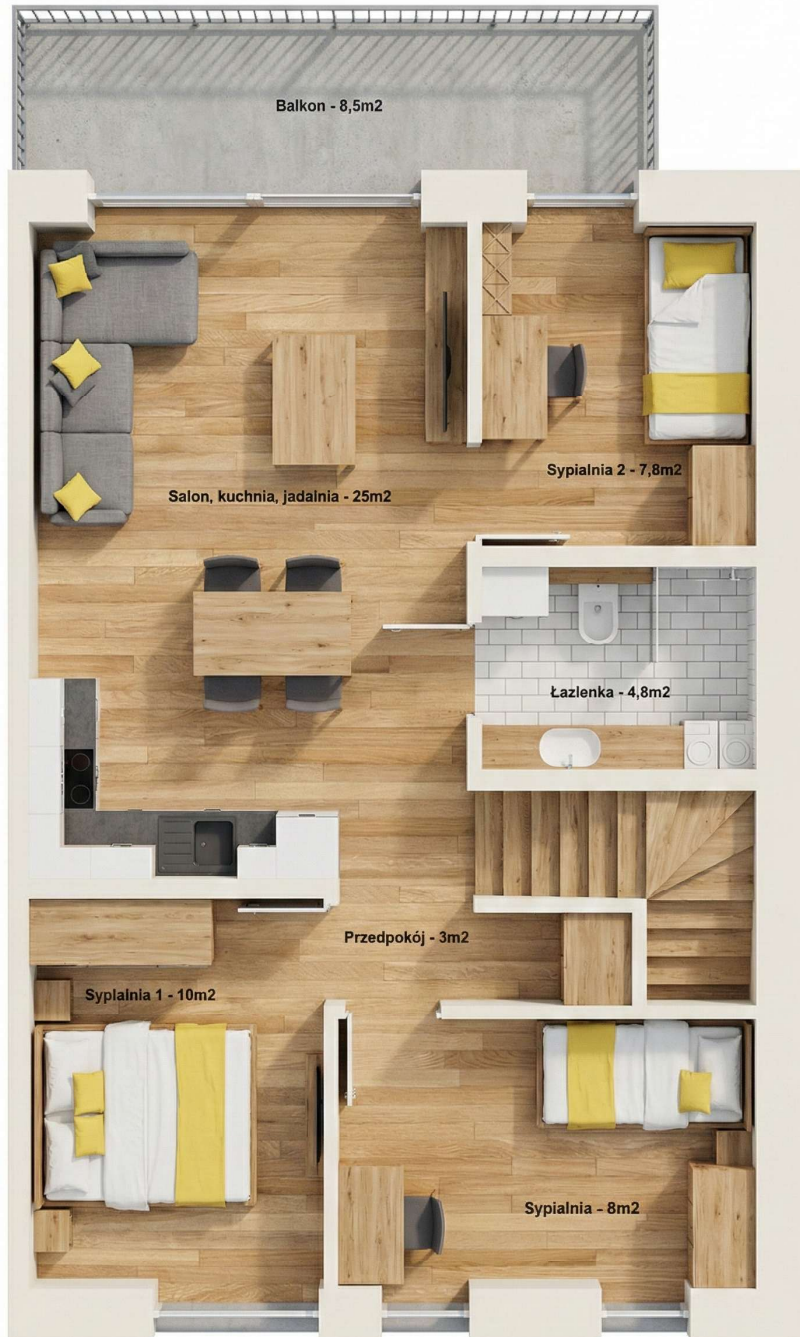 Balkon - 8,5m2
Sypialnia 2 - 7,8m2
Salon, kuchnia, jadalnia - 25m2
Łazlenka - 4,8m2
Przedpokój - 3m2
Syplalnia 1 - 10m2
Sypialnia - 8m2